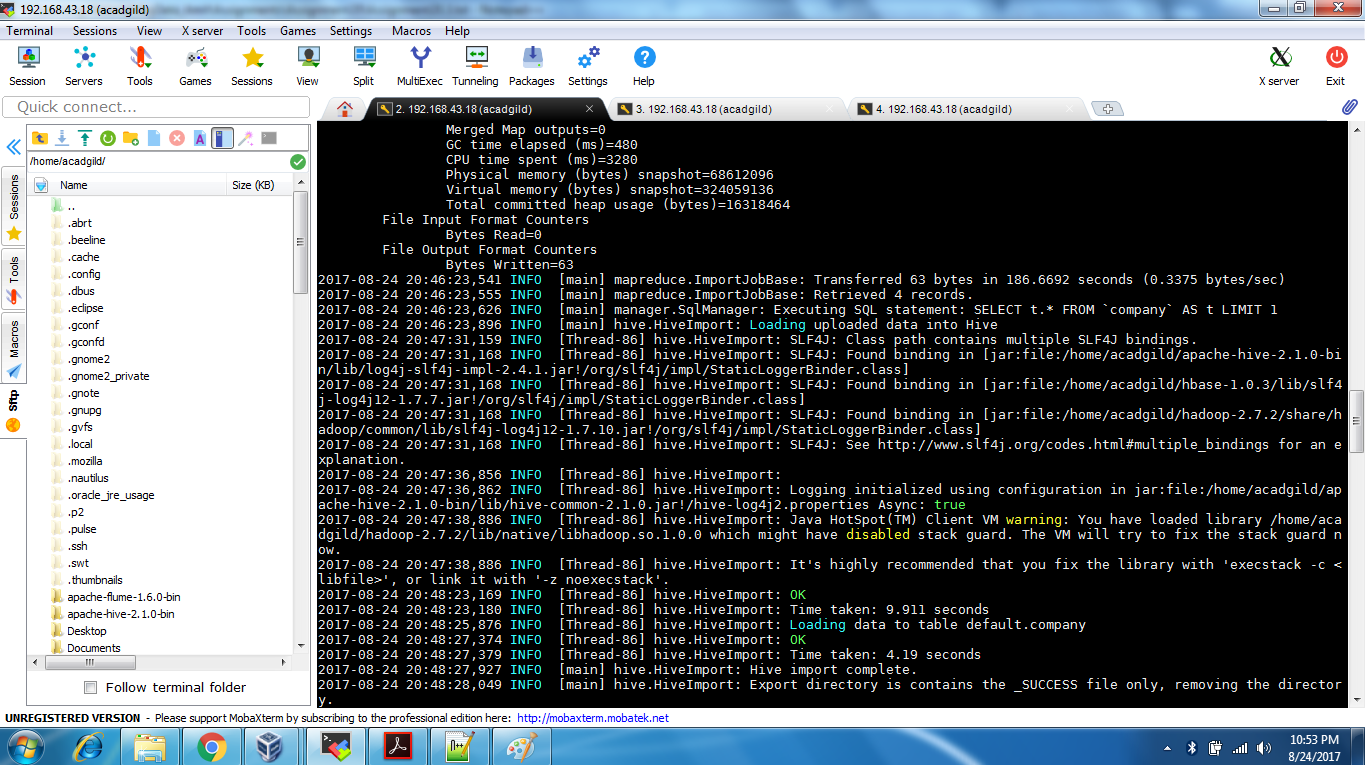 192.168.43.18 (acadgild)
Terminal Sessions View X server Tools Games Settings Macros Help
Session Servers Tools Games Sessions View Split MultiExec Tunneling Packages Settings Help X server Exit
Quick connect...
2. 192.168.43.18 (acadgild) 3. 192.168.43.18 (acadgild) 4. 192.168.43.18 (acadgild)
/home/acadgild/
Name Size (KB)
..
.abrt
.beeline
.cache
.config
.dbus
.eclipse
.gconf
.gconfd
.gnome2
.gnome2_private
.gnote
.gnupg
.gvfs
.local
.mozilla
.nautilus
.oracle_jre_usage
.p2
.pulse
.ssh
.swt
.thumbnails
apache-flume-1.6.0-bin
apache-hive-2.1.0-bin
Desktop
Documents
Follow terminal folder
Sessions
Tools
Macros
Sftp
Merged Map outputs=0
GC time elapsed (ms)=480
CPU time spent (ms)=3280
Physical memory (bytes) snapshot=68612096
Virtual memory (bytes) snapshot=324059136
Total committed heap usage (bytes)=16318464
File Input Format Counters
Bytes Read=0
File Output Format Counters
Bytes Written=63
2017-08-24 20:46:23,541 INFO  [main] mapreduce.ImportJobBase: Transferred 63 bytes in 186.6692 seconds (0.3375 bytes/sec)
2017-08-24 20:46:23,555 INFO  [main] mapreduce.ImportJobBase: Retrieved 4 records.
2017-08-24 20:46:23,626 INFO  [main] manager.SqlManager: Executing SQL statement: SELECT t.* FROM `company` AS t LIMIT 1
2017-08-24 20:46:23,896 INFO  [main] hive.HiveImport: Loading uploaded data into Hive
2017-08-24 20:47:31,159 INFO  [Thread-86] hive.HiveImport: SLF4J: Class path contains multiple SLF4J bindings.
2017-08-24 20:47:31,168 INFO  [Thread-86] hive.HiveImport: SLF4J: Found binding in [jar:file:/home/acadgild/apache-hive-2.1.0-bi
n/lib/log4j-slf4j-impl-2.4.1.jar!/org/slf4j/impl/StaticLoggerBinder.class]
2017-08-24 20:47:31,168 INFO  [Thread-86] hive.HiveImport: SLF4J: Found binding in [jar:file:/home/acadgild/hbase-1.0.3/lib/slf4
j-log4j12-1.7.7.jar!/org/slf4j/impl/StaticLoggerBinder.class]
2017-08-24 20:47:31,168 INFO  [Thread-86] hive.HiveImport: SLF4J: Found binding in [jar:file:/home/acadgild/hadoop-2.7.2/share/h
adoop/common/lib/slf4j-log4j12-1.7.10.jar!/org/slf4j/impl/StaticLoggerBinder.class]
2017-08-24 20:47:31,168 INFO  [Thread-86] hive.HiveImport: SLF4J: See http://www.slf4j.org/codes.html#multiple_bindings for an e
xplanation.
2017-08-24 20:47:36,856 INFO  [Thread-86] hive.HiveImport:
2017-08-24 20:47:36,862 INFO  [Thread-86] hive.HiveImport: Logging initialized using configuration in jar:file:/home/acadgild/ap
ache-hive-2.1.0-bin/lib/hive-common-2.1.0.jar!/hive-log4j2.properties Async: true
2017-08-24 20:47:38,886 INFO  [Thread-86] hive.HiveImport: Java HotSpot(TM) Client VM warning: You have loaded library /home/aca
dgild/hadoop-2.7.2/lib/native/libhadoop.so.1.0.0 which might have disabled stack guard. The VM will try to fix the stack guard n
ow.
2017-08-24 20:47:38,886 INFO  [Thread-86] hive.HiveImport: It's highly recommended that you fix the library with 'execstack -c <
libfile>', or link it with '-z noexecstack'.
2017-08-24 20:48:23,169 INFO  [Thread-86] hive.HiveImport: OK
2017-08-24 20:48:23,180 INFO  [Thread-86] hive.HiveImport: Time taken: 9.911 seconds
2017-08-24 20:48:25,876 INFO  [Thread-86] hive.HiveImport: Loading data to table default.company
2017-08-24 20:48:27,374 INFO  [Thread-86] hive.HiveImport: OK
2017-08-24 20:48:27,379 INFO  [Thread-86] hive.HiveImport: Time taken: 4.19 seconds
2017-08-24 20:48:27,927 INFO  [main] hive.HiveImport: Hive import complete.
2017-08-24 20:48:28,049 INFO  [main] hive.HiveImport: Export directory is contains the _SUCCESS file only, removing the director
y.
UNREGISTERED VERSION - Please support MobaXterm by subscribing to the professional edition here: http://mobaxterm.mobatek.net
10:53 PM
8/24/2017